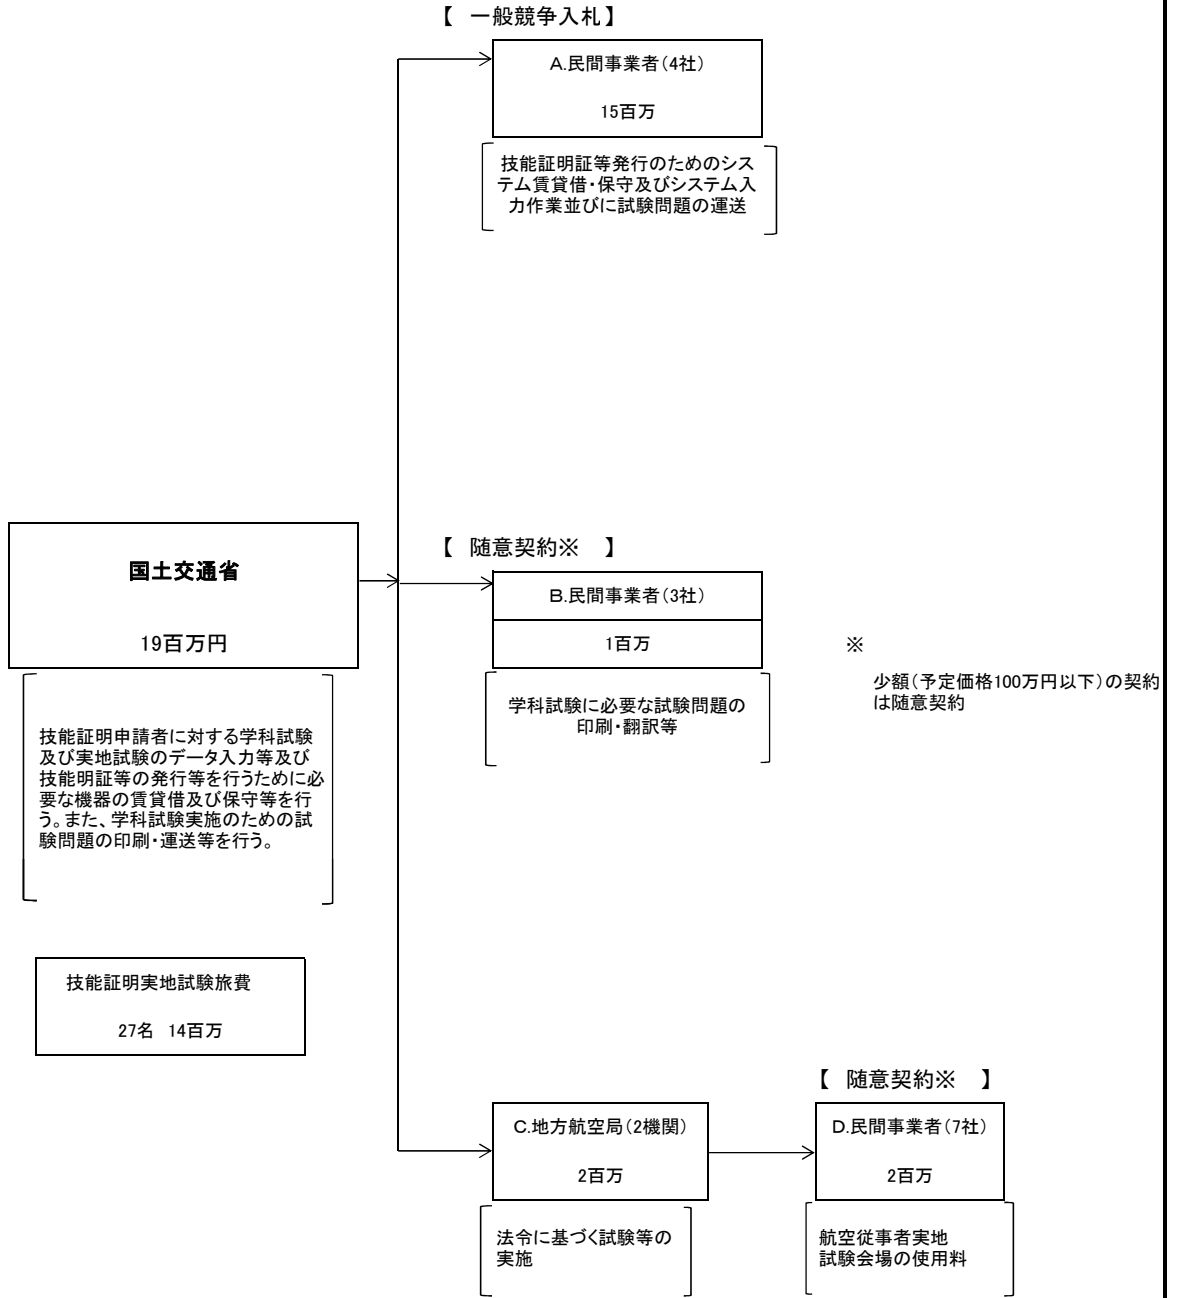 【　一般競争入札】
A.民間事業者(4社)
15百万
技能証明証等発行のためのシス
テム賃貸借・保守及びシステム入
力作業並びに試験問題の運送
国土交通省
19百万円
技能証明申請者に対する学科試験
及び実地試験のデータ入力等及び
技能明証等の発行等を行うために必
要な機器の賃貸借及び保守等を行
う。また、学科試験実施のための試
験問題の印刷・運送等を行う。
技能証明実地試験旅費
27名 14百万
【　随意契約※　】
B.民間事業者(3社)
1百万
学科試験に必要な試験問題の
印刷・翻訳等
※
少額(予定価格100万円以下)の契約
は随意契約
C.地方航空局(2機関)
2百万
法令に基づく試験等の
実施
【　随意契約※　】
D.民間事業者(7社)
2百万
航空従事者実地
試験会場の使用料